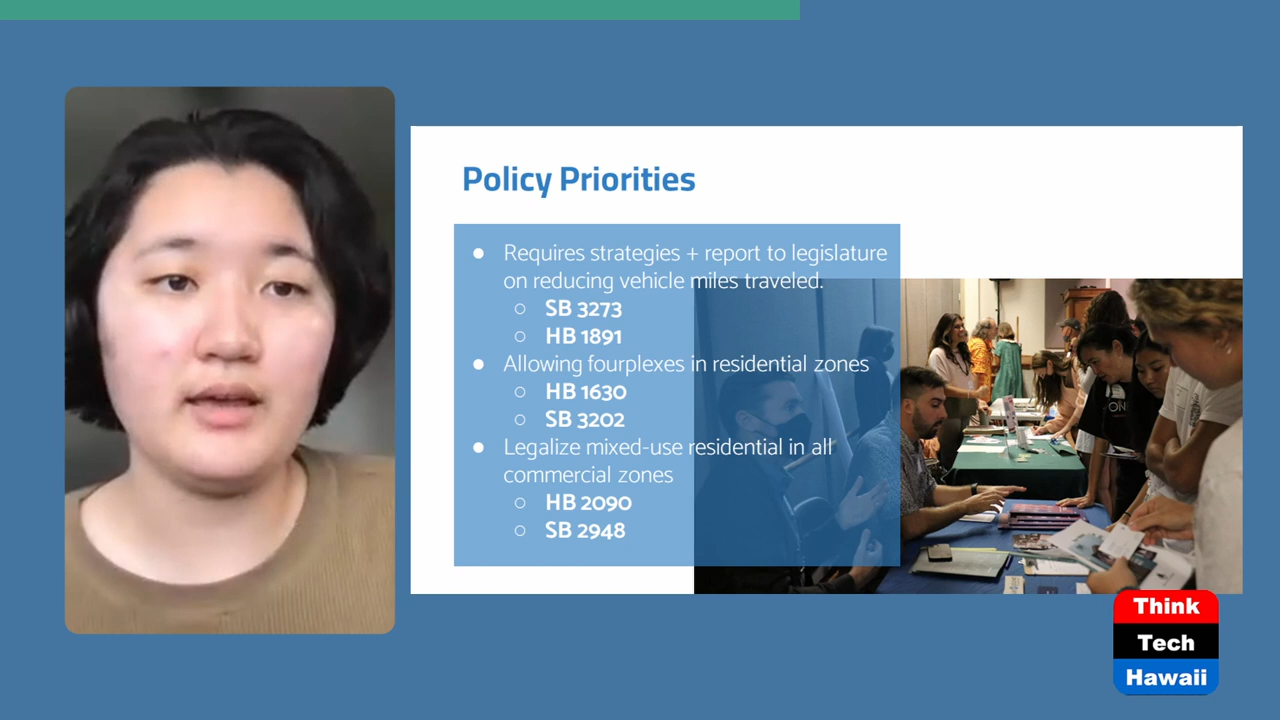 Policy Priorities
● Requires strategies + report to legislature
on reducing vehicle miles traveled.
○ SB 3273
○ HB 1891
● Allowing fourplexes in residential zones
○ HB 1630
○ SB 3202
● Legalize mixed-use residential in all
commercial zones
○ HB 2090
○ SB 2948
Think
Tech
Hawaii